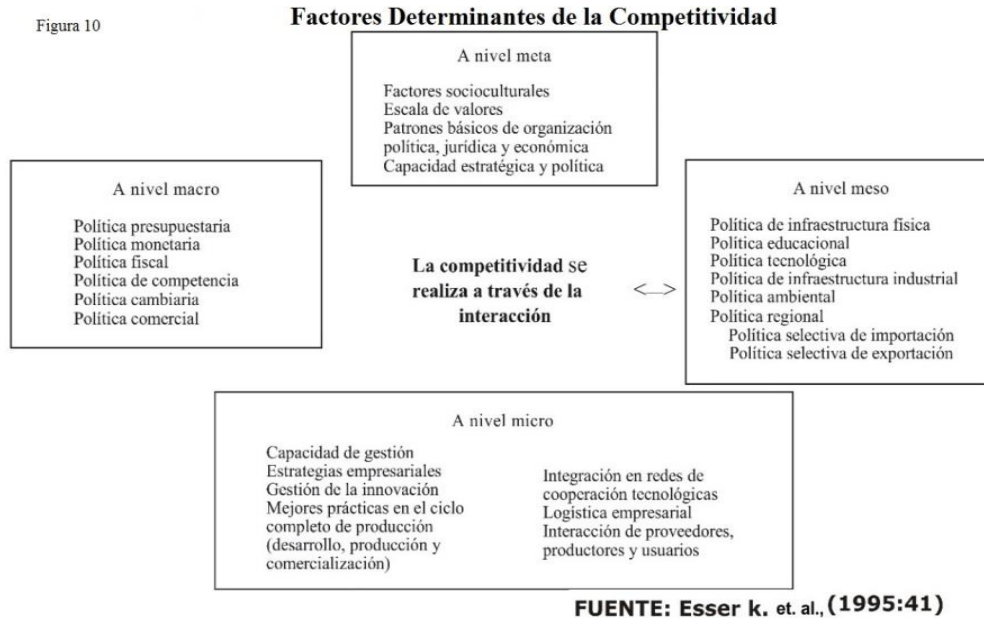 Figura 10
Factores Determinantes de la Competitividad
A nivel meta
Factores socioculturales
Escala de valores
Patrones básicos de organización
política, jurídica y económica
Capacidad estratégica y política
A nivel macro
Política presupuestaria
Política monetaria
Política fiscal
Política de competencia
Política cambiaria
Política comercial
La competitividad se
realiza a través de la
interacción
A nivel meso
Política de infraestructura física
Política educacional
Política tecnológica
Política de infraestructura industrial
Política ambiental
Política regional
Política selectiva de importación
Política selectiva de exportación
A nivel micro
Capacidad de gestión
Estrategias empresariales
Gestión de la innovación
Mejores prácticas en el ciclo
completo de producción
(desarrollo, producción y
comercialización)
Integración en redes de
cooperación tecnológicas
Logística empresarial
Interacción de proveedores,
productores y usuarios
FUENTE: Esser k. et. al., (1995:41)